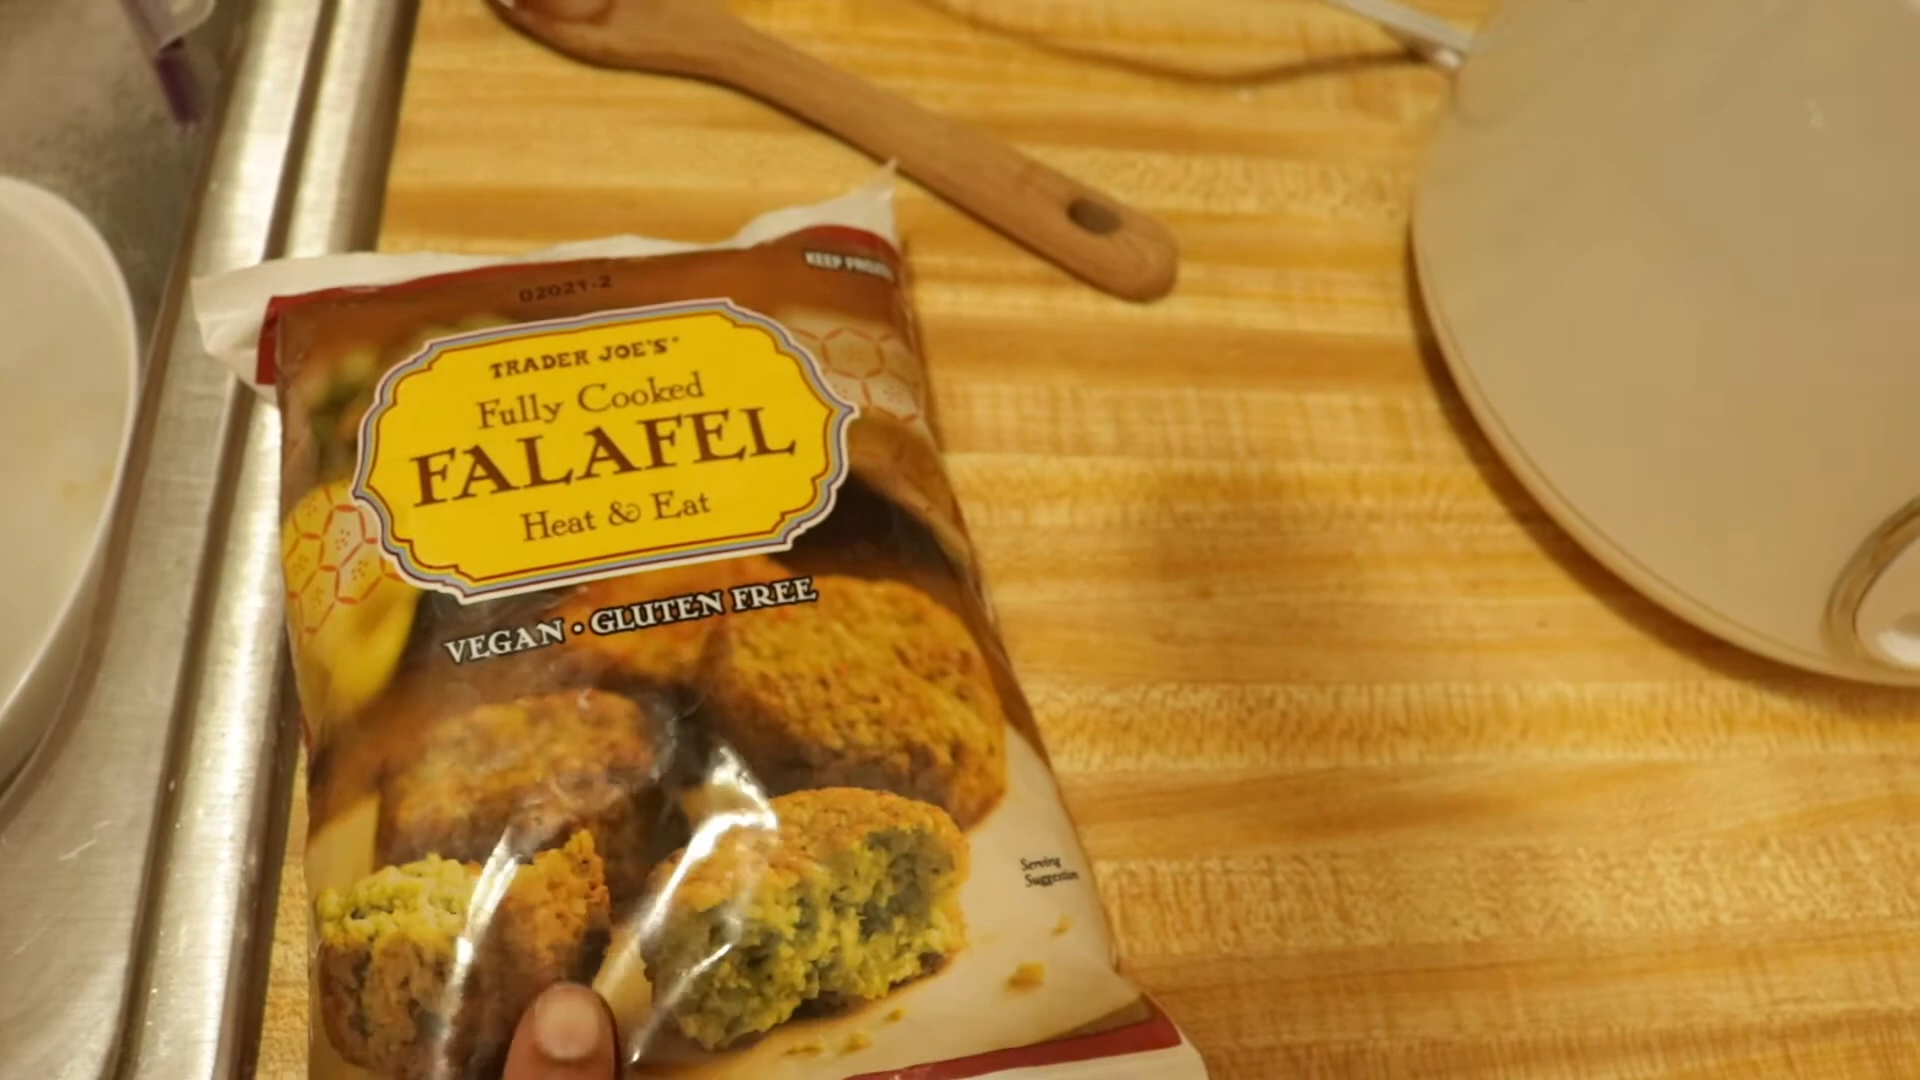 02021-2
KEEP FROZEN
TRADER JOE'S
Fully Cooked
FALAFEL
Heat & Eat
VEGAN • GLUTEN FREE
Serving
Suggestion